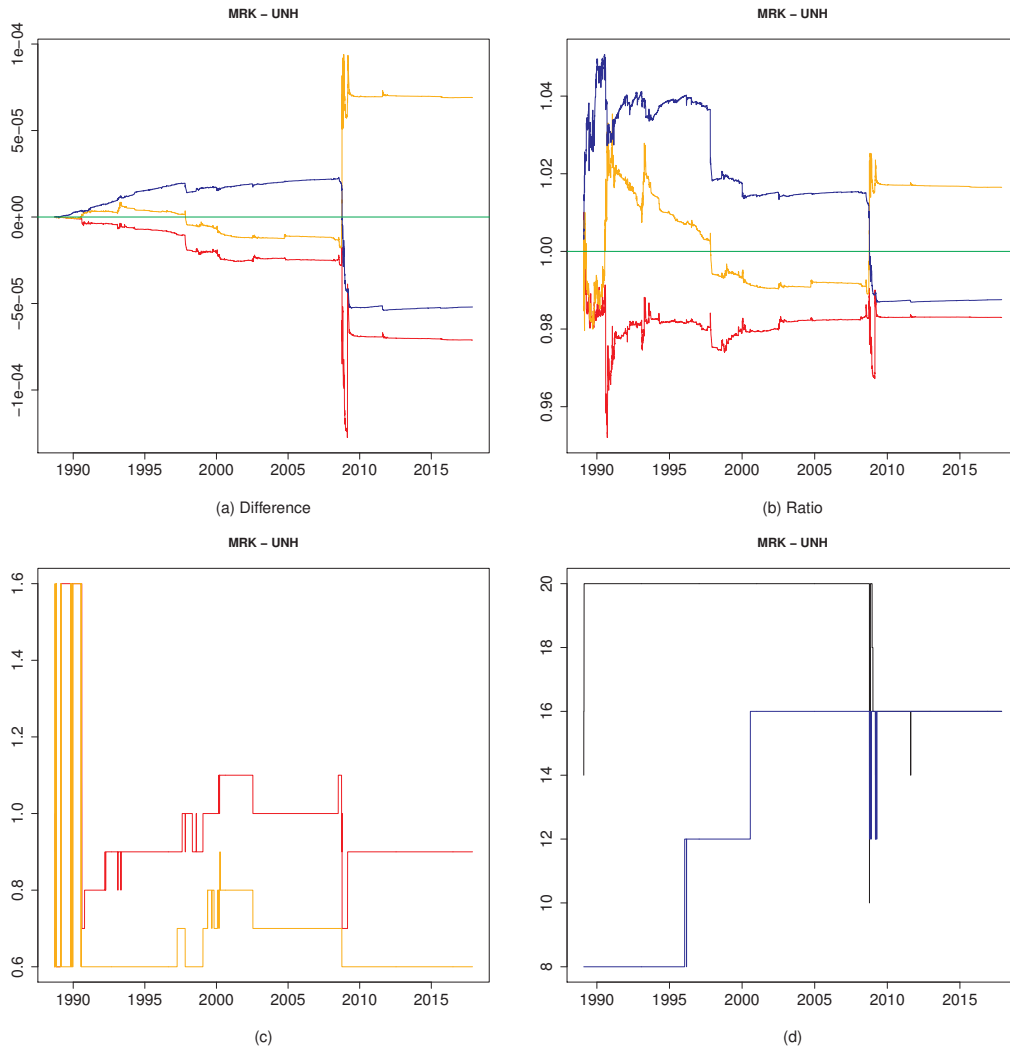 MRK − UNH
1e−04
5e−05
0e+00
−5e−05
−1e−04
1990 1995 2000 2005 2010 2015
(a) Difference
MRK − UNH
1.04
1.02
1.00
0.98
0.96
1990 1995 2000 2005 2010 2015
(b) Ratio
MRK − UNH
1.6
1.4
1.2
1.0
0.8
0.6
1990 1995 2000 2005 2010 2015
(c)
MRK − UNH
20
18
16
14
12
10
8
1990 1995 2000 2005 2010 2015
(d)